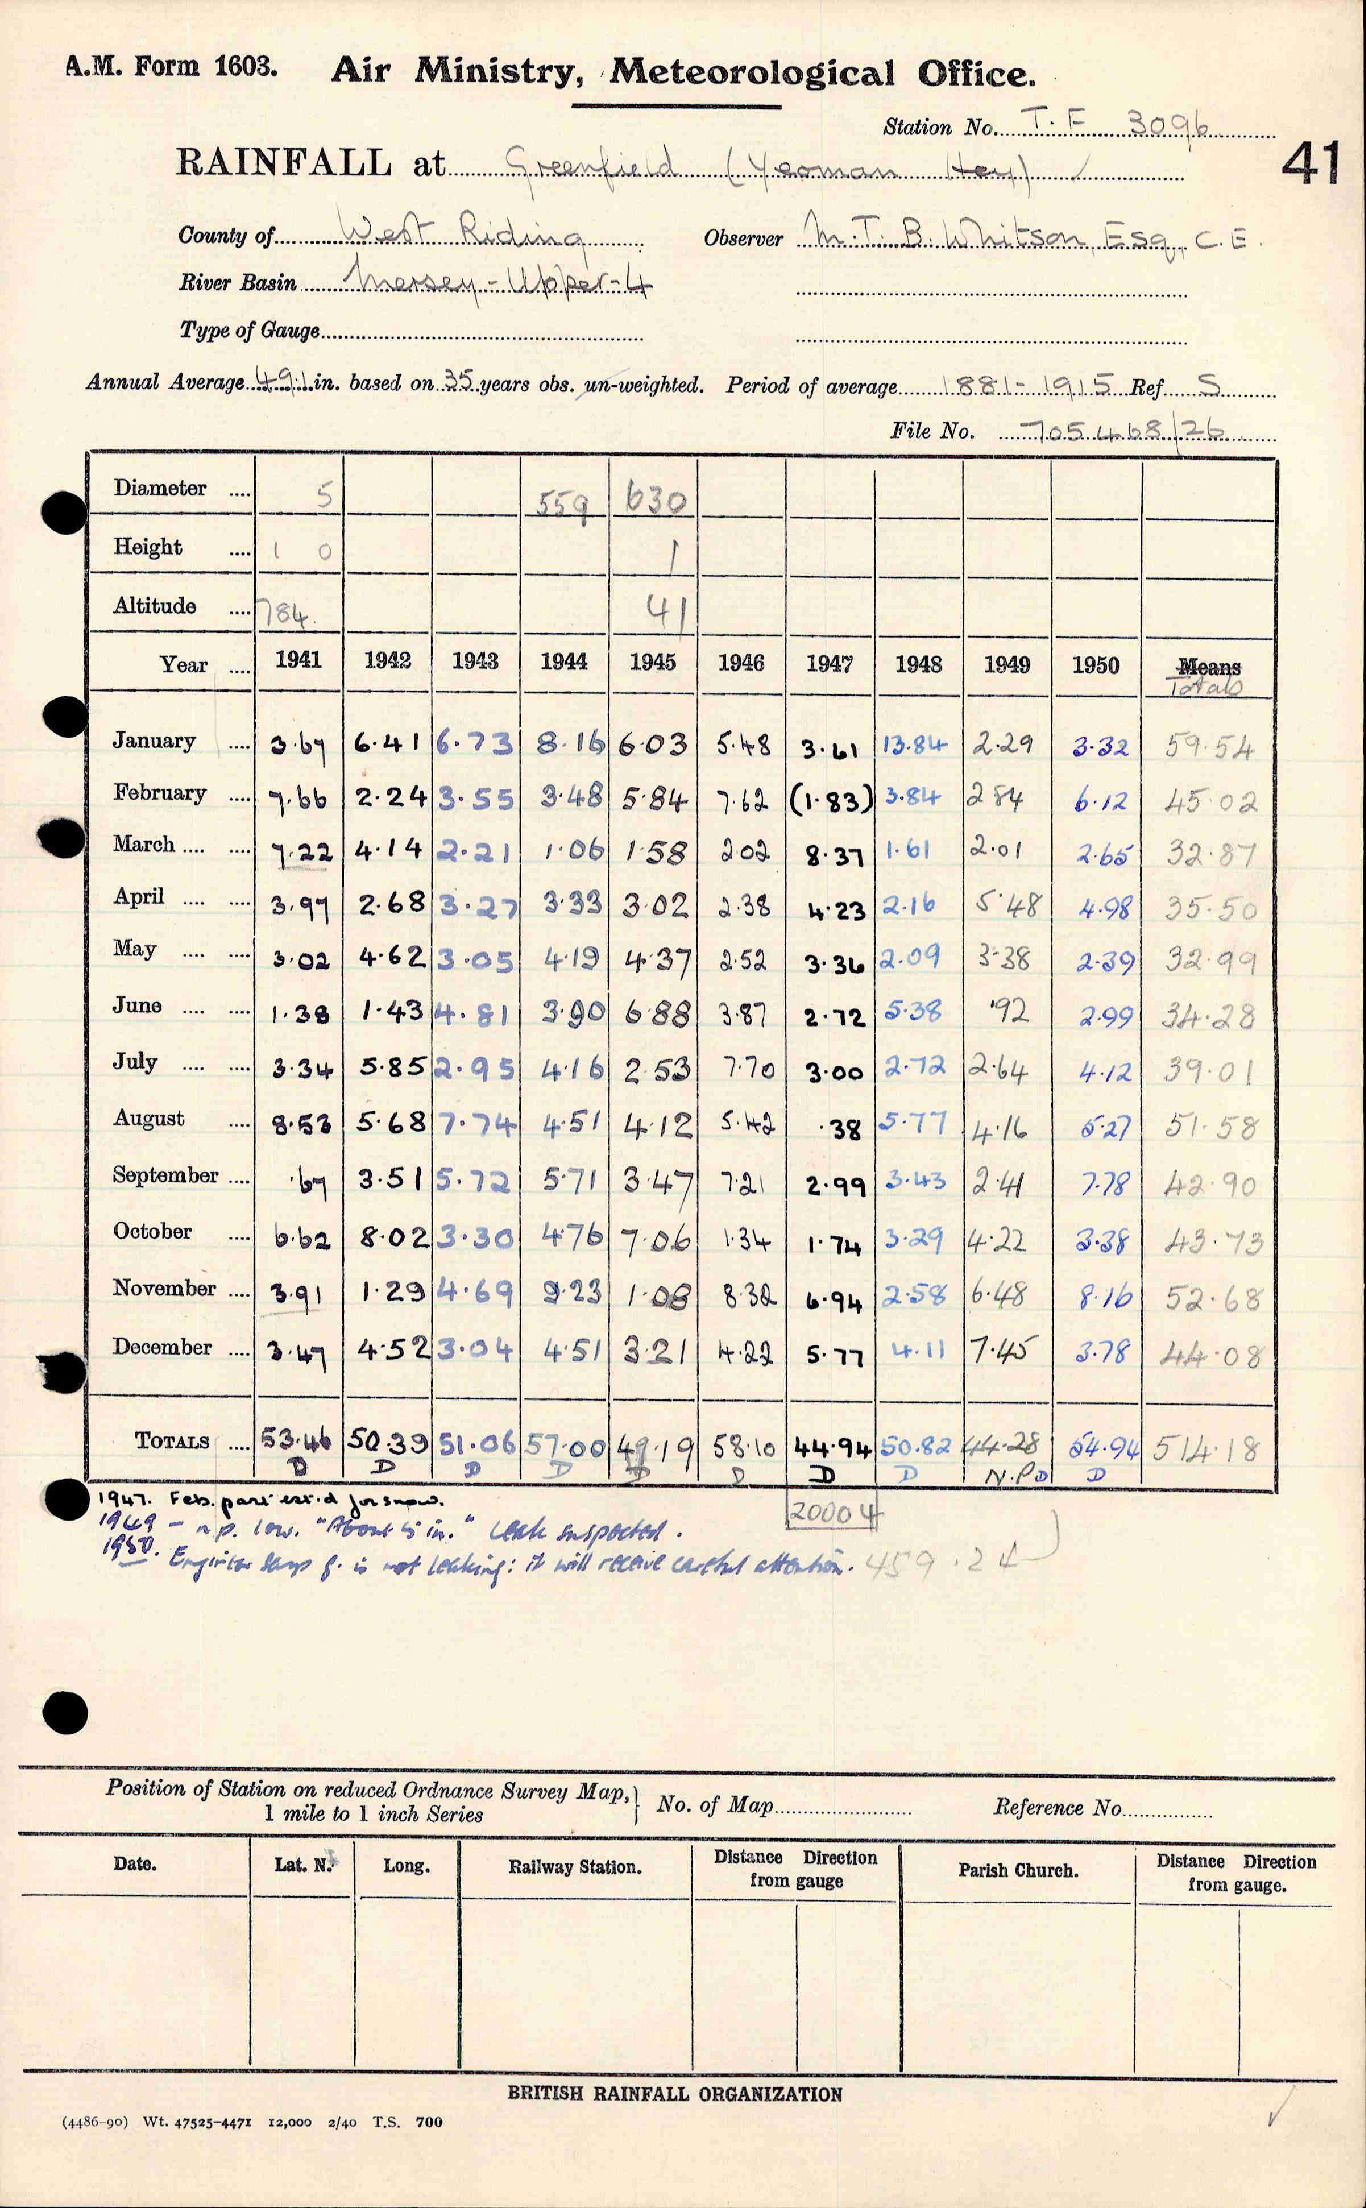 A.M. Form 1603. Air Ministry, Meteorological Office.
Station No. T.F 3096
41
RAINFALL at Greenfield (Yeoman Hey) ✓
County of West Riding Observer M.T.B. Whitson, Esq., C.E.
River Basin Mersey-Upper-4
Type of Gauge
Annual Average 49.1 in. based on 35 years obs. un-weighted. Period of average 1881-1915 Ref. S
File No. 705468/26
Diameter .... 5 559 630
Height .... 1 0 1
Altitude .... 784 41
Year .... 1941 1942 1943 1944 1945 1946 1947 1948 1949 1950 Means
Totals
January .... 3.67 6.41 6.73 8.16 6.03 5.48 3.61 13.84 2.29 3.32 59.54
February .... 7.66 2.24 3.55 3.48 5.84 7.62 (1.83) 3.84 2.84 6.12 45.02
March .... .... 7.22 4.14 2.21 1.06 1.58 2.02 8.37 1.61 2.01 2.65 32.87
April .... .... 3.97 2.68 3.27 3.33 3.02 2.38 4.23 2.16 5.48 4.98 35.50
May .... .... 3.02 4.62 3.05 4.19 4.37 2.52 3.36 2.09 3.38 2.39 32.99
June .... .... 1.38 1.43 4.81 3.90 6.88 3.87 2.72 5.38 .92 2.99 34.28
July .... .... 3.34 5.85 2.95 4.16 2.53 7.70 3.00 2.72 2.64 4.12 39.01
August .... 8.53 5.68 7.74 4.51 4.12 5.42 .38 5.77 4.16 5.27 51.58
September .... .67 3.51 5.72 5.71 3.47 7.21 2.99 3.43 2.41 7.78 42.90
October .... 6.62 8.02 3.30 4.76 7.06 1.34 1.74 3.29 4.22 3.38 43.73
November .... 3.91 1.29 4.69 9.23 1.08 8.32 6.94 2.58 6.48 8.16 52.68
December .... 3.47 4.52 3.04 4.51 3.21 4.22 5.77 4.11 7.45 3.78 44.08
TOTALS .... 53.46 50.39 51.06 57.00 49.19 58.10 44.94 50.82 44.28 54.94 514.18
D D D D D D D D N.P.D D
1947. Feb. part est'd for snow.
20004
1949 - n.p. low. "About 5 in." Leak suspected.
1950. Engineer says g. is not leaking: it will receive careful attention. 459.24
Position of Station on reduced Ordnance Survey Map,
1 mile to 1 inch Series
No. of Map Reference No.
Date. Lat. N. Long. Railway Station. Distance Direction
from gauge Parish Church. Distance Direction
from gauge.
BRITISH RAINFALL ORGANIZATION
(4486-90) Wt. 47525-4471 12,000 2/40 T.S. 700